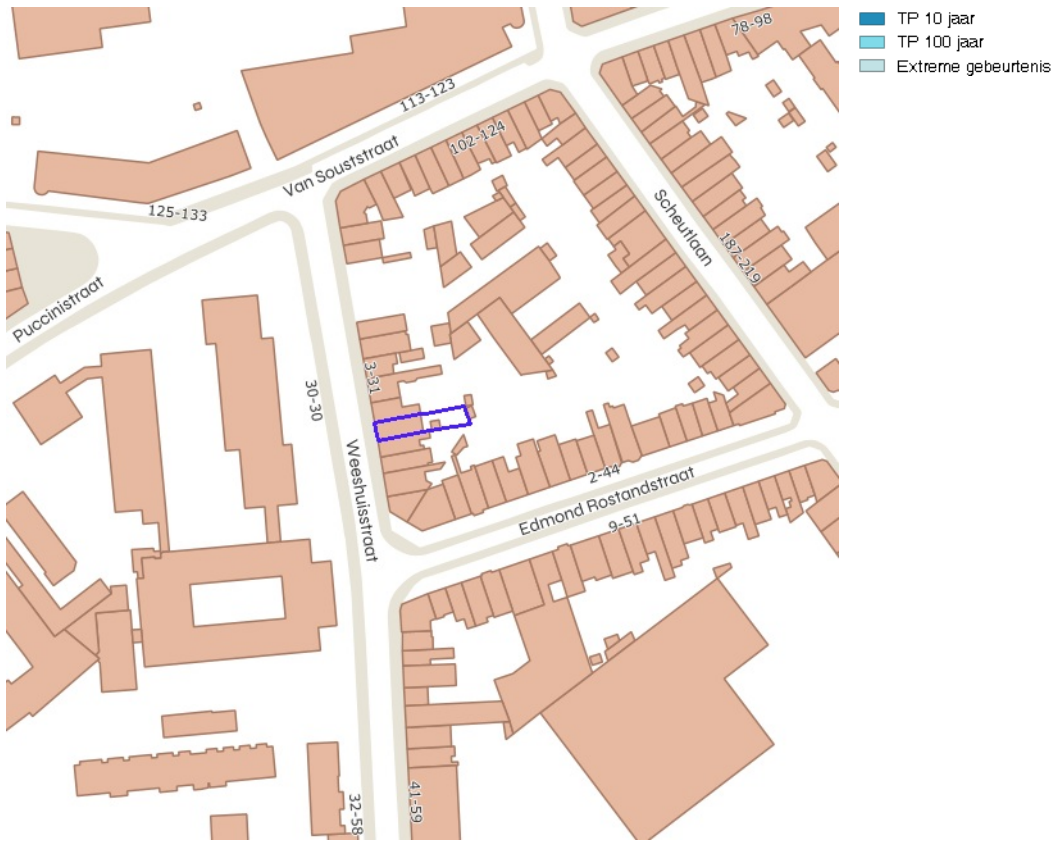 TP 10 jaar
TP 100 jaar
Extreme gebeurtenis
78-98
113-123
102-124
Van Souststraat
125-133
Scheutlaan
187-219
Puccinistraat
3-31
30-30
Weeshuisstraat
2-44
Edmond Rostandstraat
9-51
32-58
41-59